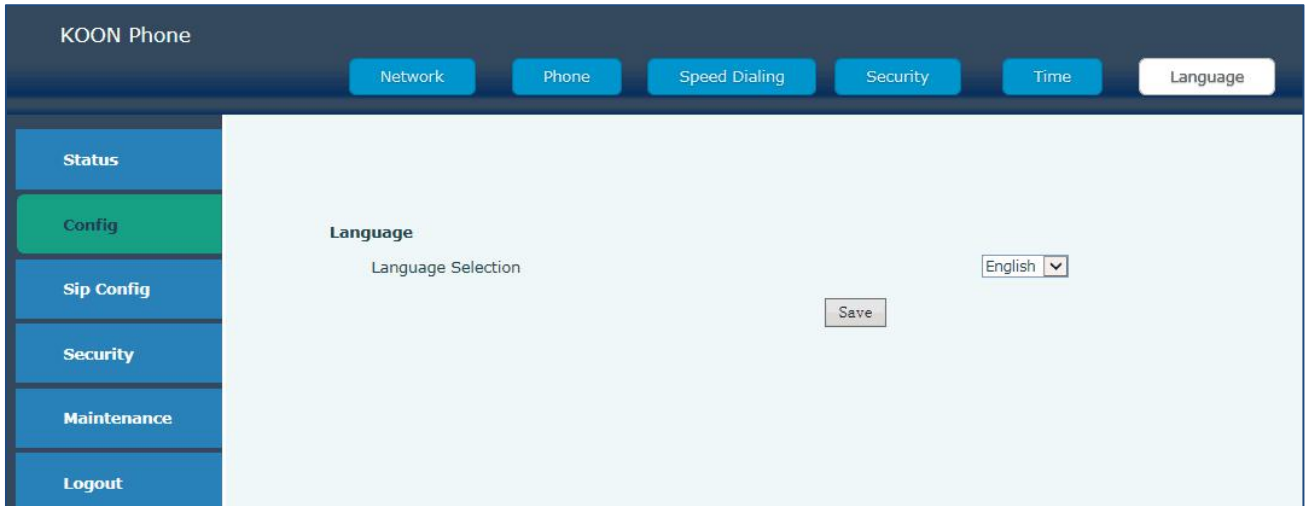 KOON Phone
Network Phone Speed Dialing Security Time Language
Status
Config
Sip Config
Security
Maintenance
Logout
Language
Language Selection English
Save